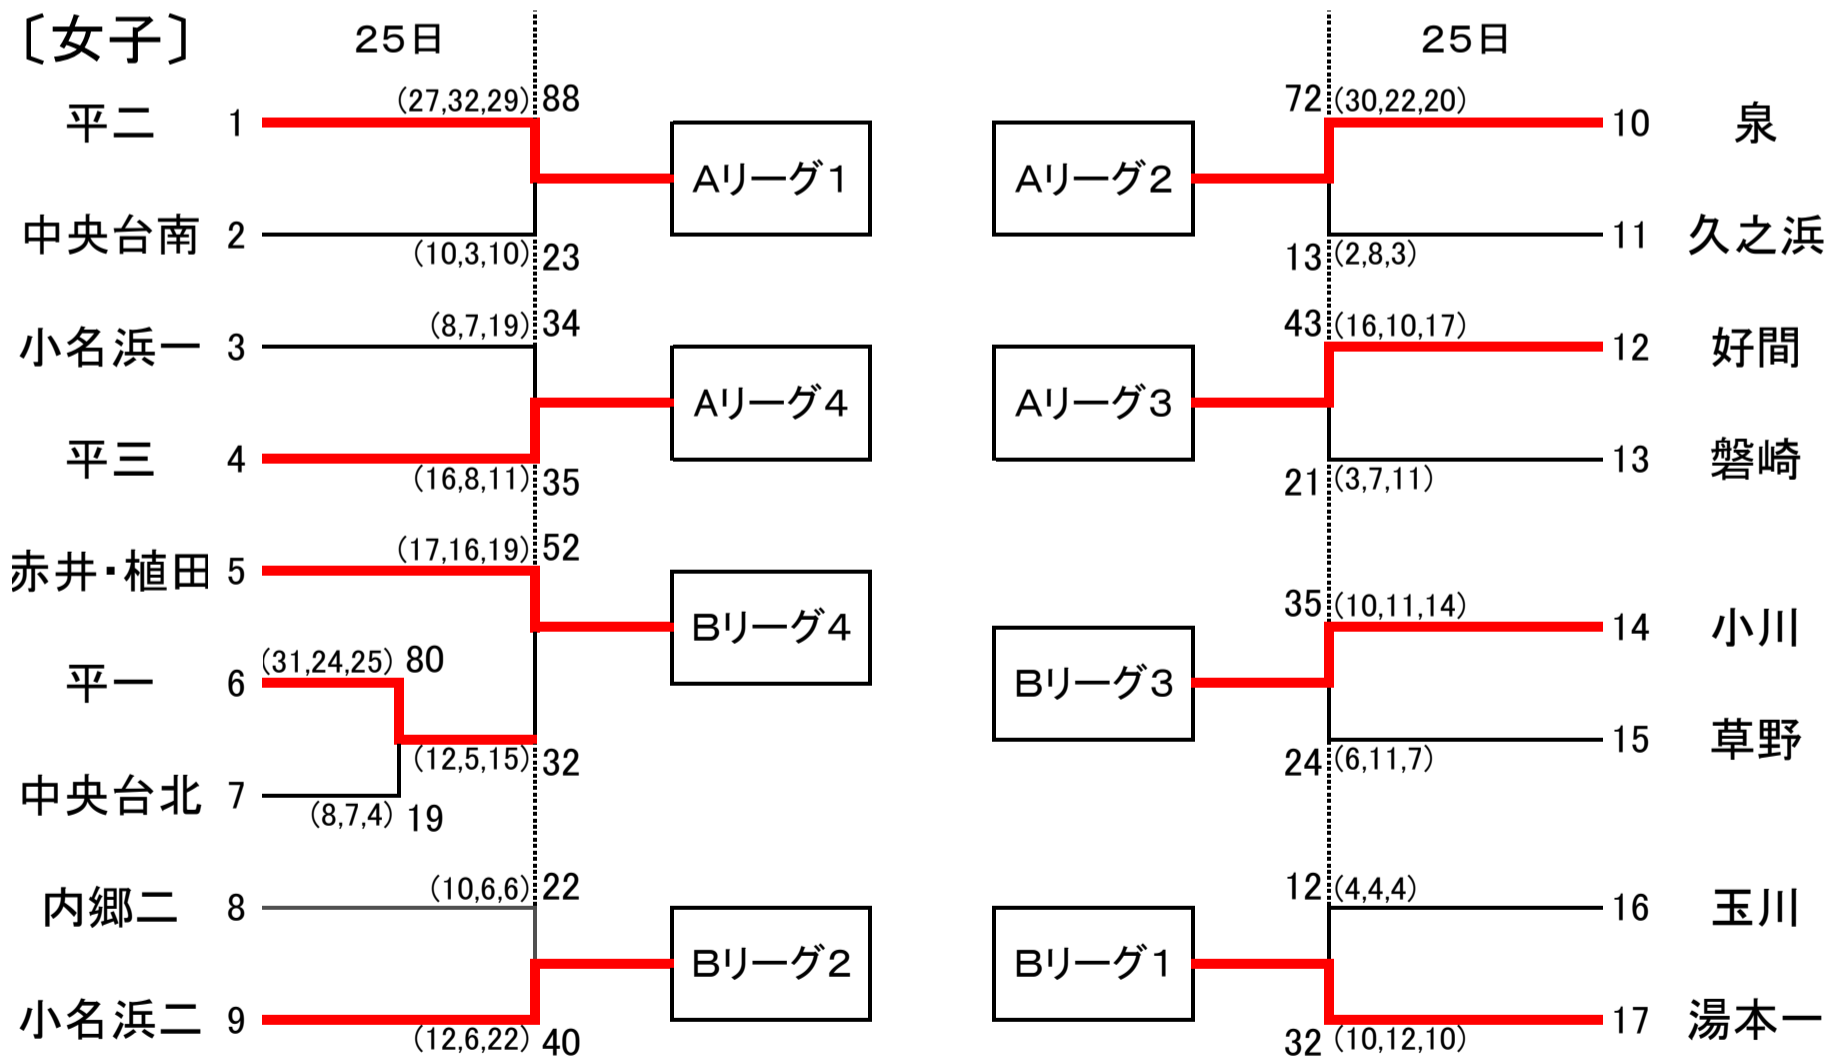 〔女子〕
25日
25日
平二 1 (27,32,29) 88
Aリーグ1
中央台南 2 (10,3,10) 23
小名浜一 3 (8,7,19) 34
Aリーグ4
平三 4 (16,8,11) 35
赤井・植田 5 (17,16,19) 52
Bリーグ4
平一 6 (31,24,25) 80
(12,5,15) 32
中央台北 7 (8,7,4) 19
内郷二 8 (10,6,6) 22
Bリーグ2
小名浜二 9 (12,6,22) 40
72 (30,22,20) 10 泉
Aリーグ2
13 (2,8,3) 11 久之浜
43 (16,10,17) 12 好間
Aリーグ3
21 (3,7,11) 13 磐崎
35 (10,11,14) 14 小川
Bリーグ3
24 (6,11,7) 15 草野
12 (4,4,4) 16 玉川
Bリーグ1
32 (10,12,10) 17 湯本一